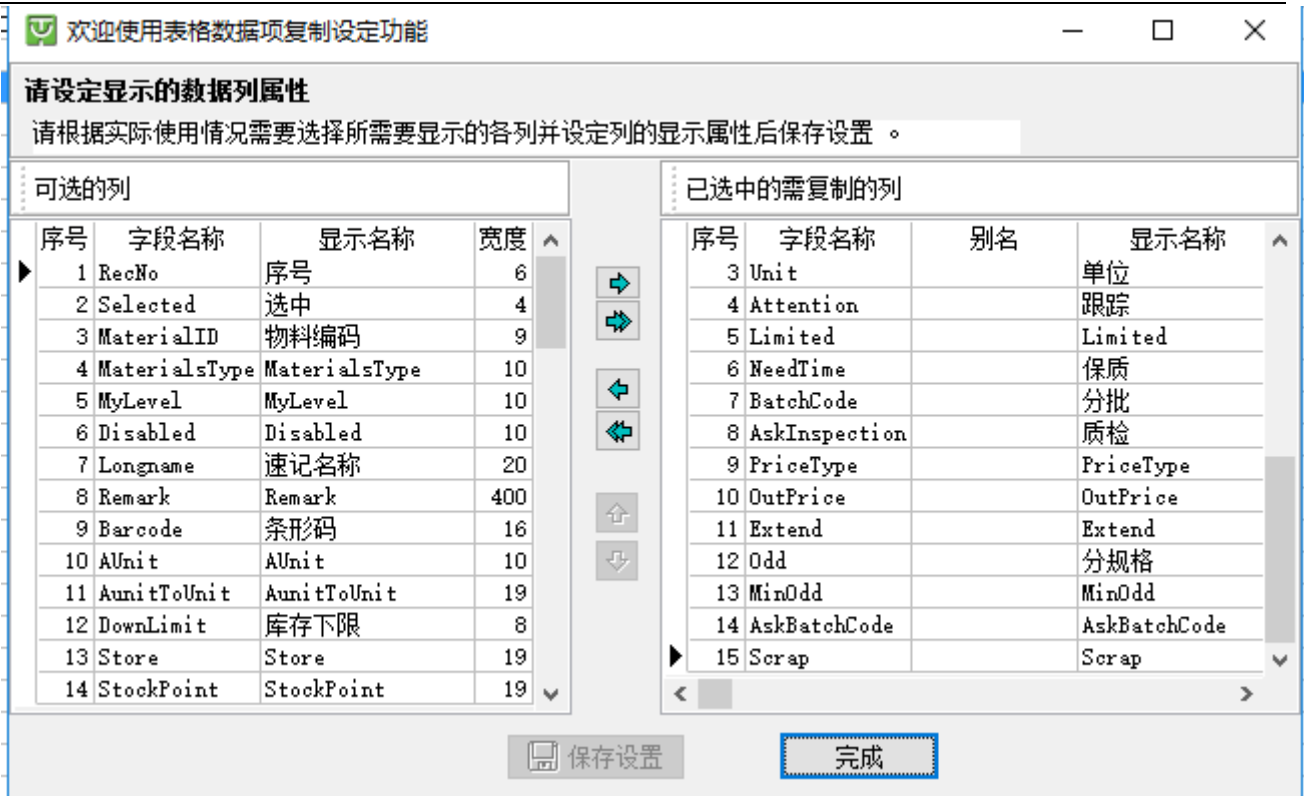 欢迎使用表格数据项复制设定功能
请设定显示的数据列属性
请根据实际使用情况需要选择所需要显示的各列并设定列的显示属性后保存设置 。
可选的列
序号 字段名称 显示名称 宽度
1 RecNo 序号 6
2 Selected 选中 4
3 MaterialID 物料编码 9
4 MaterialsType MaterialsType 10
5 MyLevel MyLevel 10
6 Disabled Disabled 10
7 Longname 速记名称 20
8 Remark Remark 400
9 Barcode 条形码 16
10 AUnit AUnit 10
11 AunitToUnit AunitToUnit 19
12 DownLimit 库存下限 8
13 Store Store 19
14 StockPoint StockPoint 19
已选中的需复制的列
序号 字段名称 别名 显示名称
3 Unit 单位
4 Attention 跟踪
5 Limited Limited
6 NeedTime 保质
7 BatchCode 分批
8 AskInspection 质检
9 PriceType PriceType
10 OutPrice OutPrice
11 Extend Extend
12 Odd 分规格
13 MinOdd MinOdd
14 AskBatchCode AskBatchCode
15 Scrap Scrap
保存设置 完成